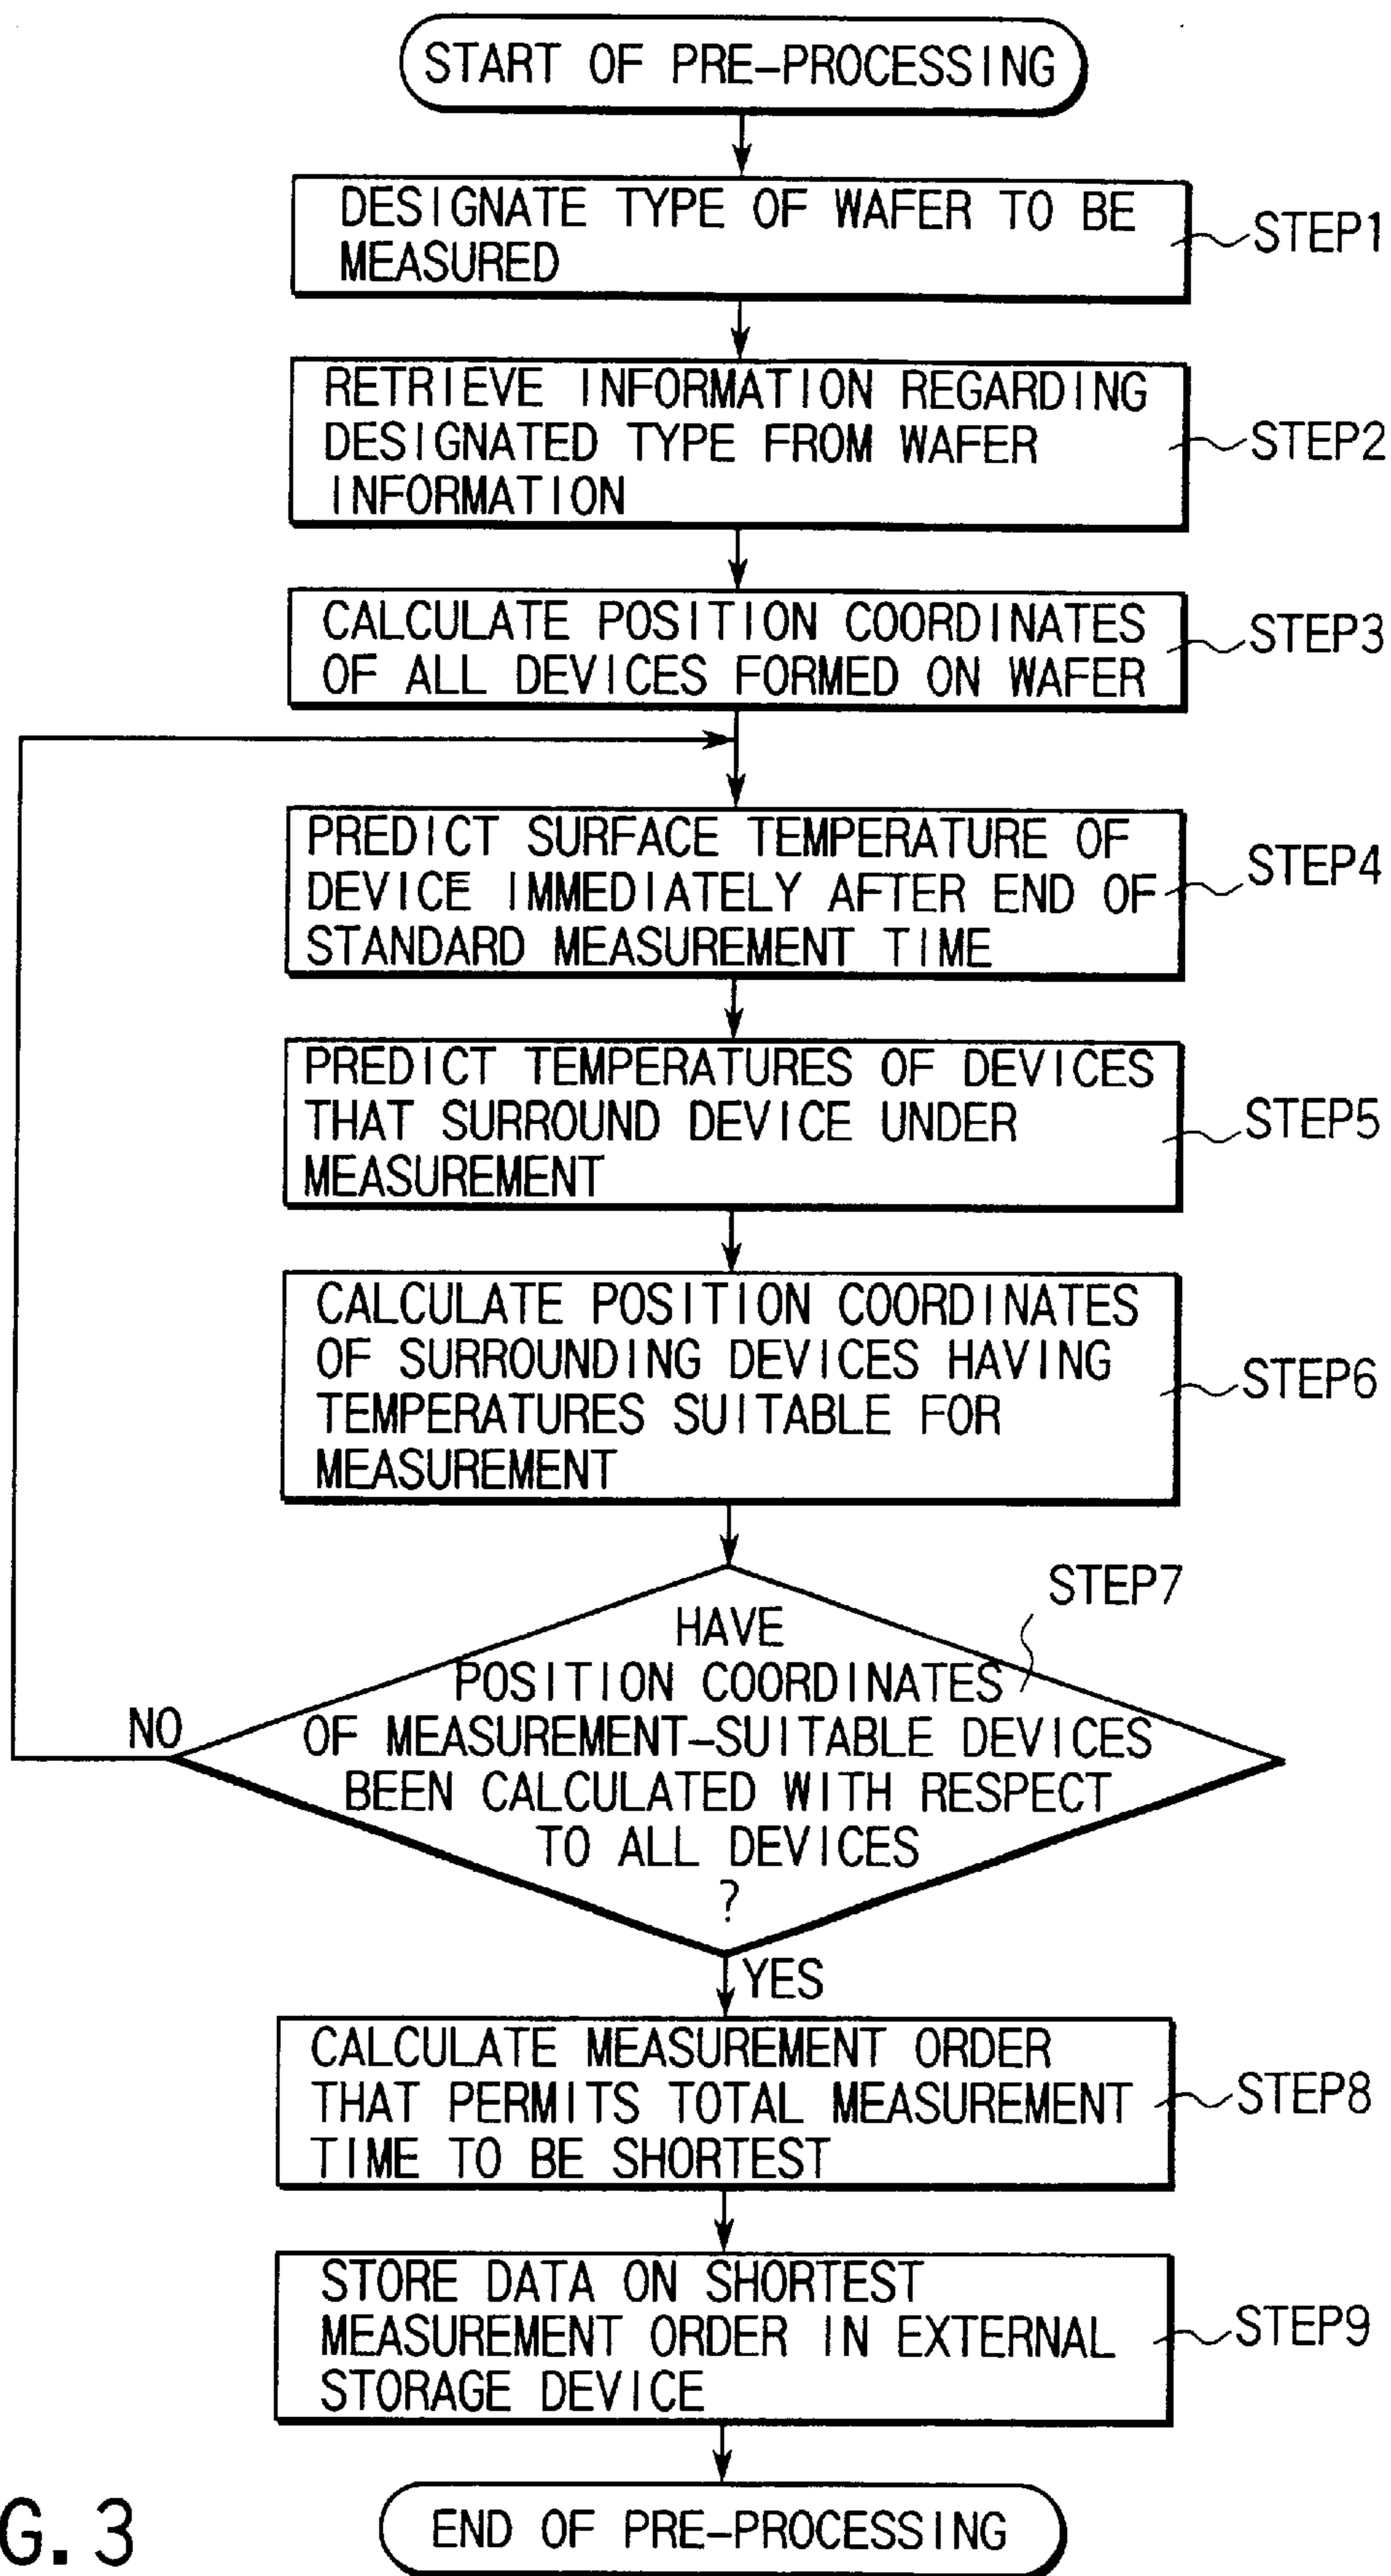 START OF PRE-PROCESSING
DESIGNATE TYPE OF WAFER TO BE
MEASURED
STEP1
RETRIEVE INFORMATION REGARDING
DESIGNATED TYPE FROM WAFER
INFORMATION
STEP2
CALCULATE POSITION COORDINATES
OF ALL DEVICES FORMED ON WAFER
STEP3
PREDICT SURFACE TEMPERATURE OF
DEVICE IMMEDIATELY AFTER END OF
STANDARD MEASUREMENT TIME
STEP4
PREDICT TEMPERATURES OF DEVICES
THAT SURROUND DEVICE UNDER
MEASUREMENT
STEP5
CALCULATE POSITION COORDINATES
OF SURROUNDING DEVICES HAVING
TEMPERATURES SUITABLE FOR
MEASUREMENT
STEP6
STEP7
HAVE
POSITION COORDINATES
OF MEASUREMENT-SUITABLE DEVICES
BEEN CALCULATED WITH RESPECT
TO ALL DEVICES
?
NO
YES
CALCULATE MEASUREMENT ORDER
THAT PERMITS TOTAL MEASUREMENT
TIME TO BE SHORTEST
STEP8
STORE DATA ON SHORTEST
MEASUREMENT ORDER IN EXTERNAL
STORAGE DEVICE
STEP9
END OF PRE-PROCESSING
G.3